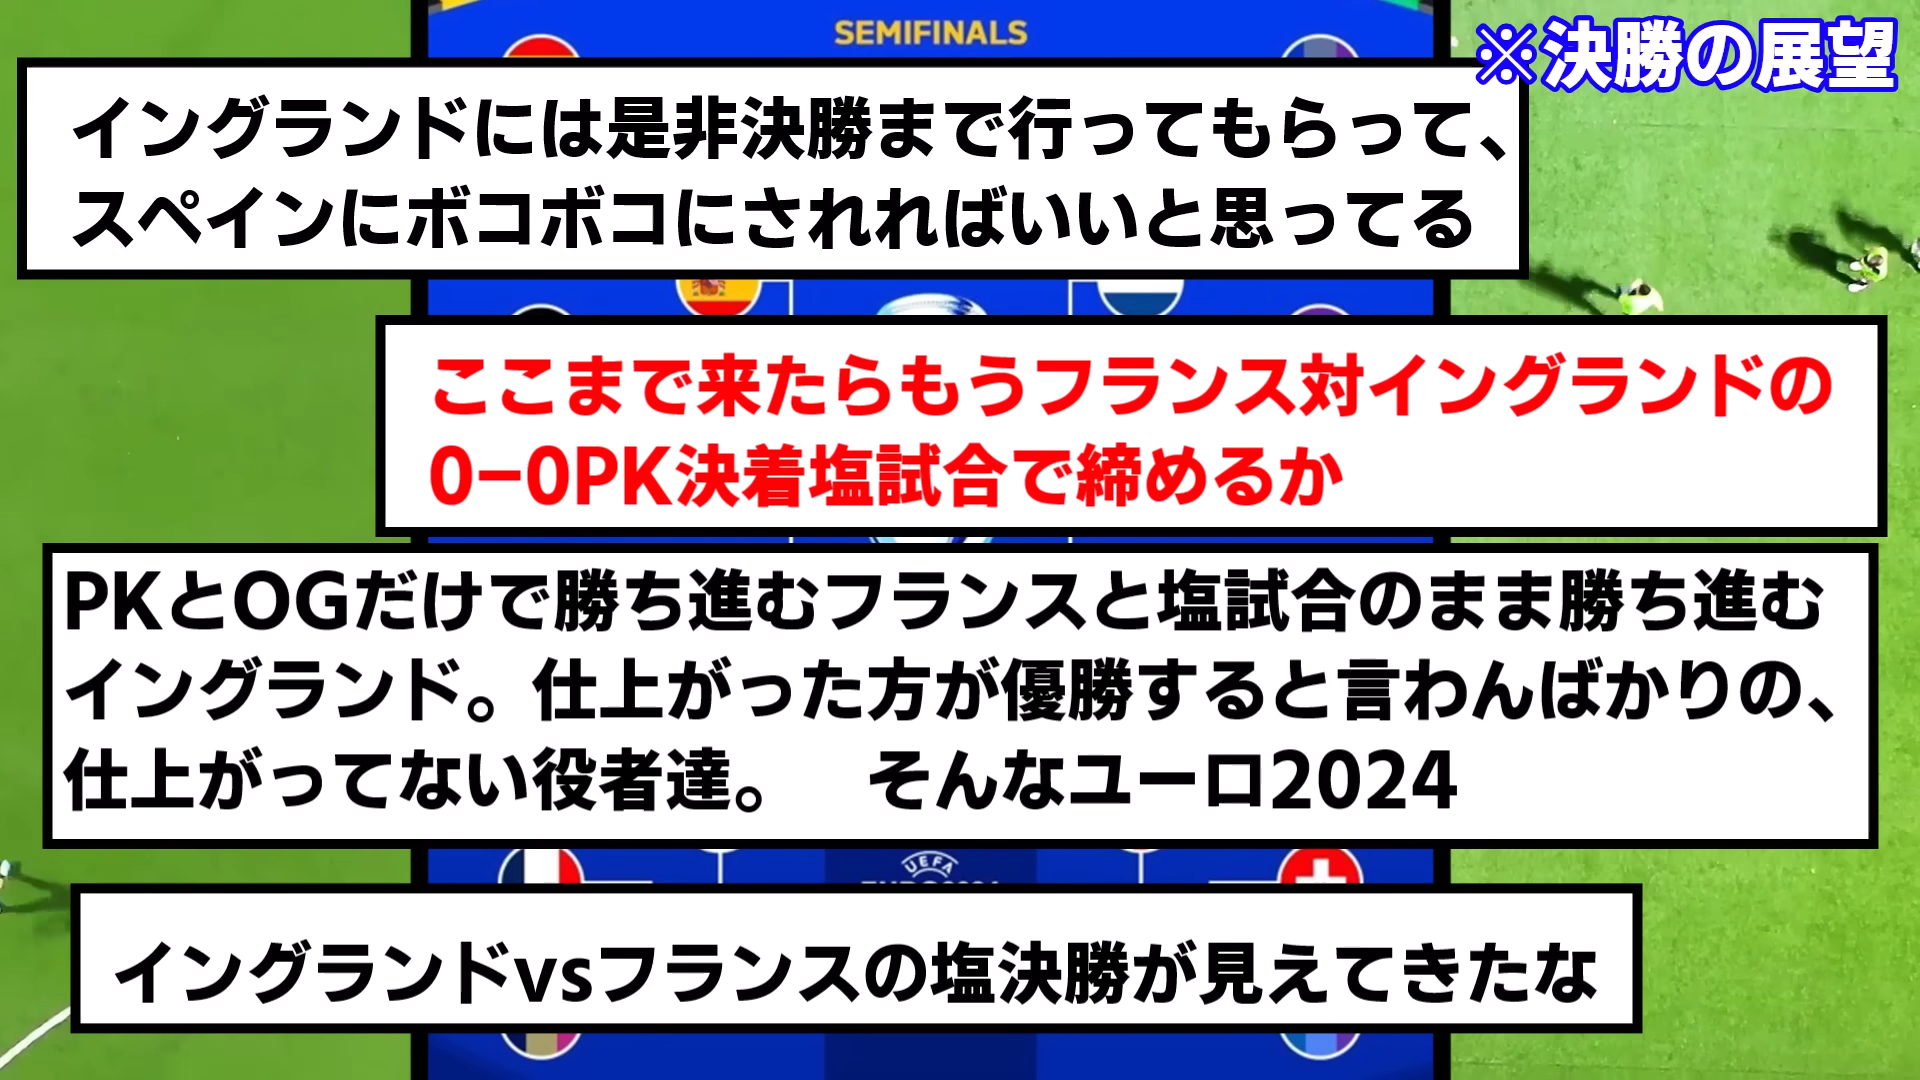 SEMIFINALS
※決勝の展望
イングランドには是非決勝まで行ってもらって、
スペインにボコボコにされればいいと思ってる
ここまで来たらもうフランス対イングランドの
0−0PK決着塩試合で締めるか
PKとOGだけで勝ち進むフランスと塩試合のまま勝ち進む
イングランド。仕上がった方が優勝すると言わんばかりの、
仕上がってない役者達。　そんなユーロ2024
UEFA
イングランドvsフランスの塩決勝が見えてきたな